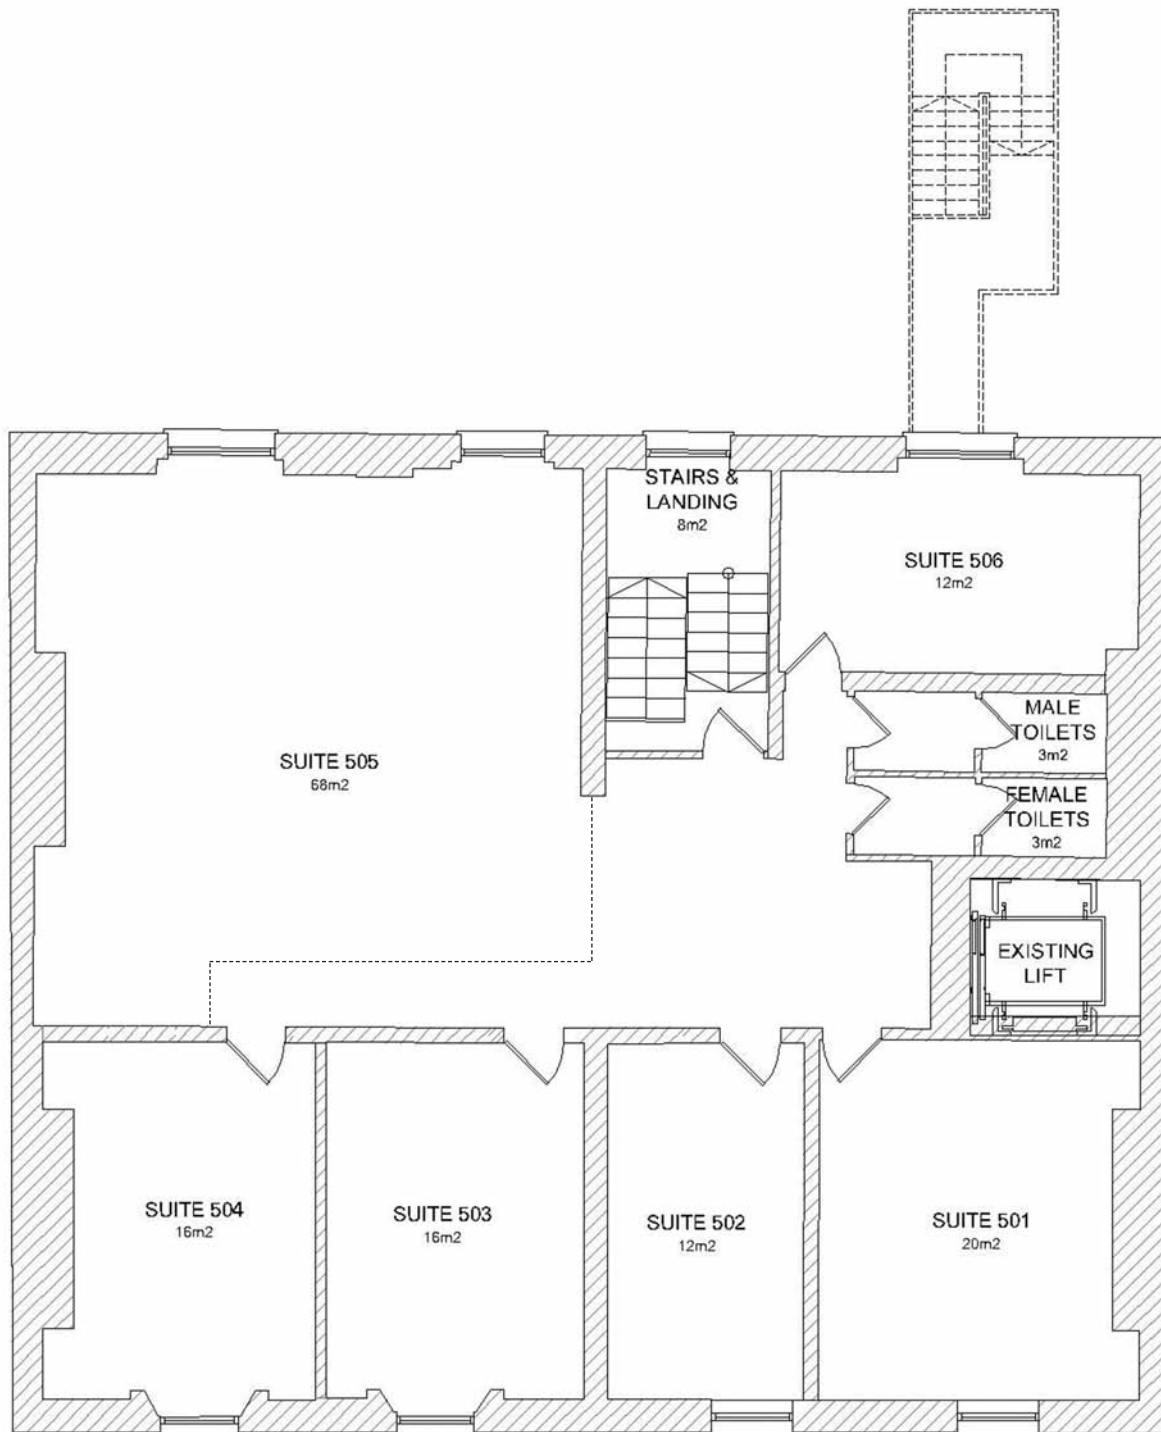 STAIRS &
LANDING
8m2
SUITE 506
12m2
MALE
TOILETS
3m2
SUITE 505
68m2
FEMALE
TOILETS
3m2
EXISTING
LIFT
SUITE 504
16m2
SUITE 503
16m2
SUITE 502
12m2
SUITE 501
20m2